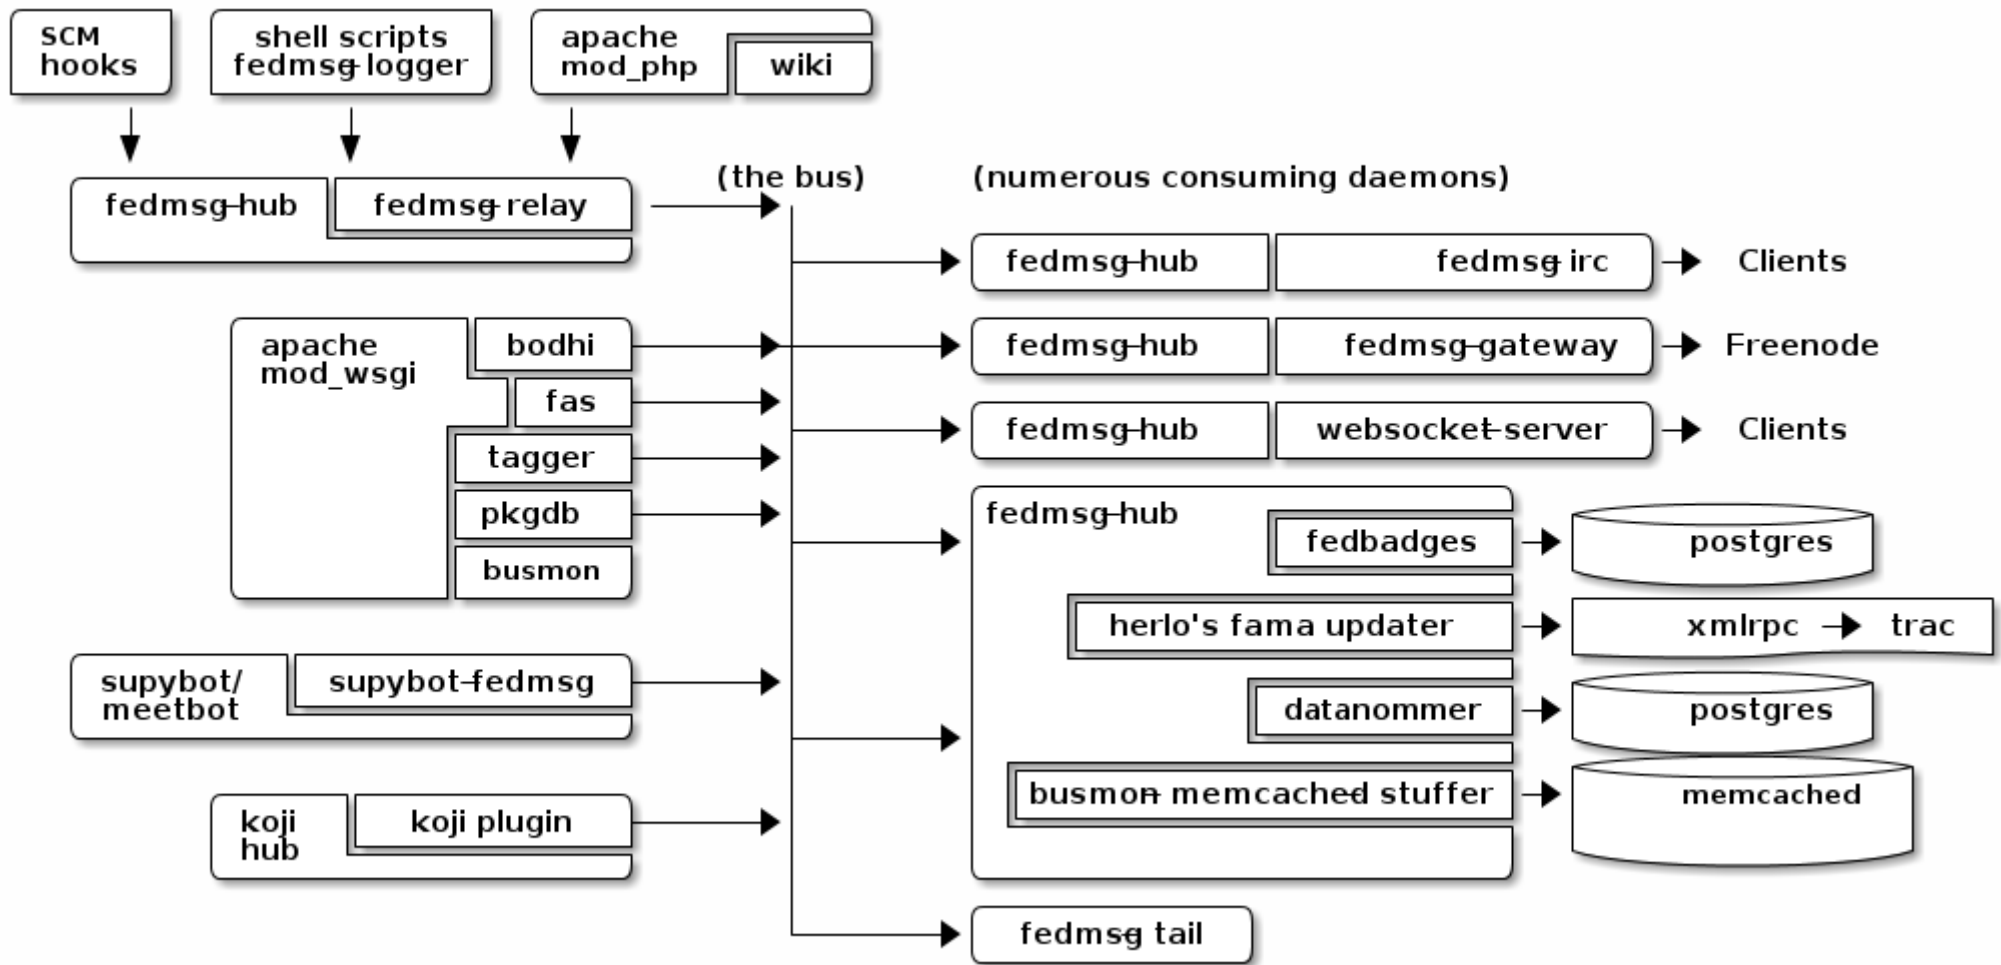 SCM
hooks
shell scripts
fedmsg-logger
apache
mod_php
wiki
(the bus)
(numerous consuming daemons)
fedmsg-hub
fedmsg-relay
fedmsg-hub
fedmsg-irc
Clients
apache
mod_wsgi
bodhi
fedmsg-hub
fedmsg-gateway
Freenode
fas
fedmsg-hub
websocket-server
Clients
tagger
pkgdb
busmon
fedmsg-hub
fedbadges
postgres
herlo's fama updater
xmlrpc
trac
supybot/
meetbot
supybot-fedmsg
datanommer
postgres
busmon-memcached-stuffer
memcached
koji
hub
koji plugin
fedmsg-tail